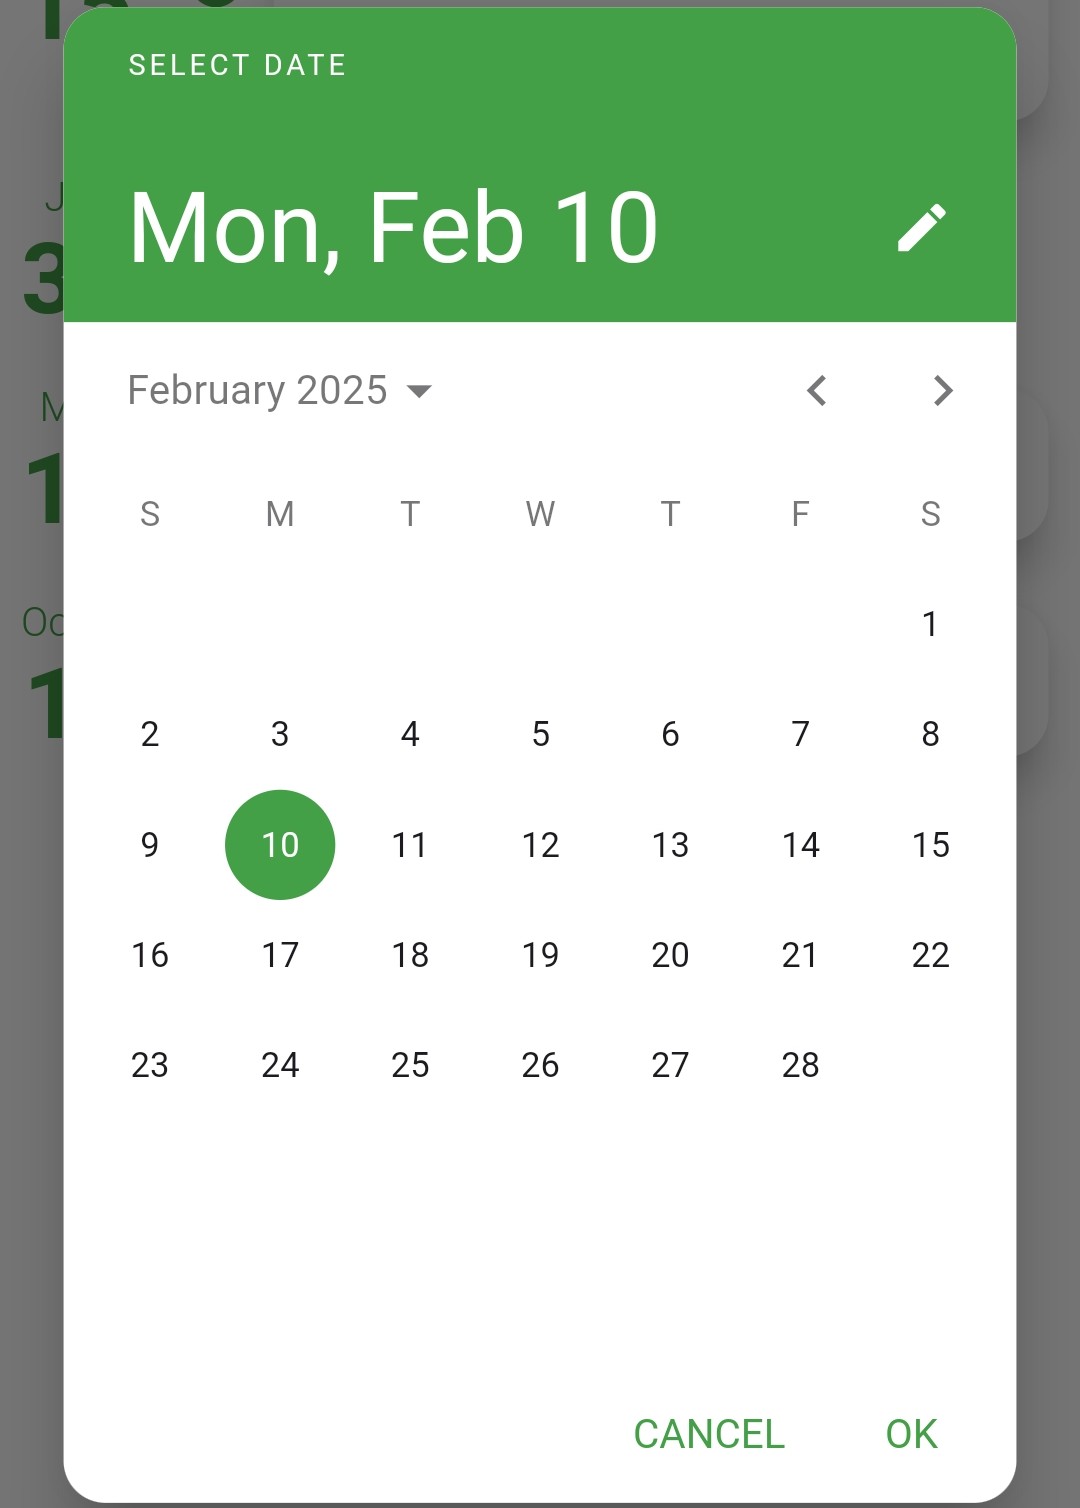 SELECT DATE
Mon, Feb 10
February 2025
S M T W T F S
1
2 3 4 5 6 7 8
9 10 11 12 13 14 15
16 17 18 19 20 21 22
23 24 25 26 27 28
CANCEL OK